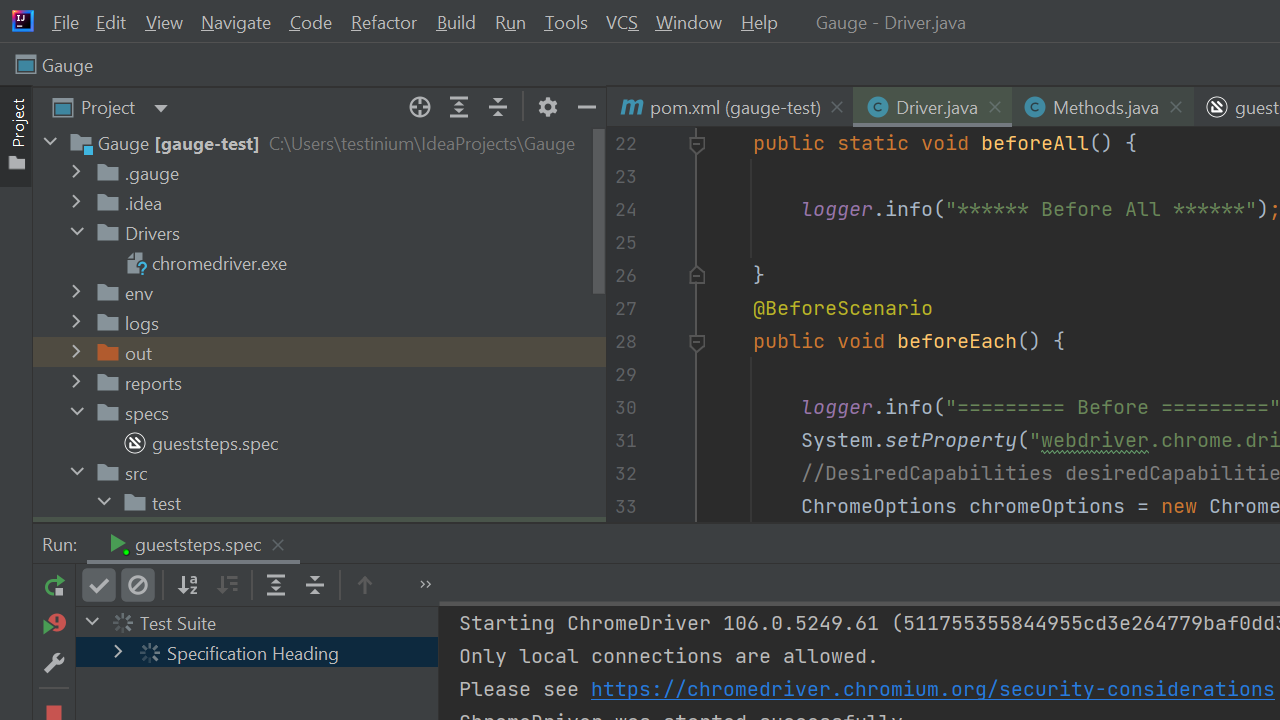 File Edit View Navigate Code Refactor Build Run Tools VCS Window Help Gauge - Driver.java
Gauge
Project
Project
pom.xml (gauge-test) Driver.java Methods.java guest
Gauge [gauge-test] C:\Users\testinium\IdeaProjects\Gauge
.gauge
.idea
Drivers
chromedriver.exe
env
logs
out
reports
specs
gueststeps.spec
src
test
22 public static void beforeAll() {
23
24 logger.info("****** Before All ******");
25
26 }
27 @BeforeScenario
28 public void beforeEach() {
29
30 logger.info("========= Before ========="
31 System.setProperty("webdriver.chrome.dri
32 //DesiredCapabilities desiredCapabilitie
33 ChromeOptions chromeOptions = new Chrome
Run: gueststeps.spec
Test Suite
Specification Heading
Starting ChromeDriver 106.0.5249.61 (511755355844955cd3e264779baf0dd3
Only local connections are allowed.
Please see https://chromedriver.chromium.org/security-considerations
ChromeDriver was started successfully